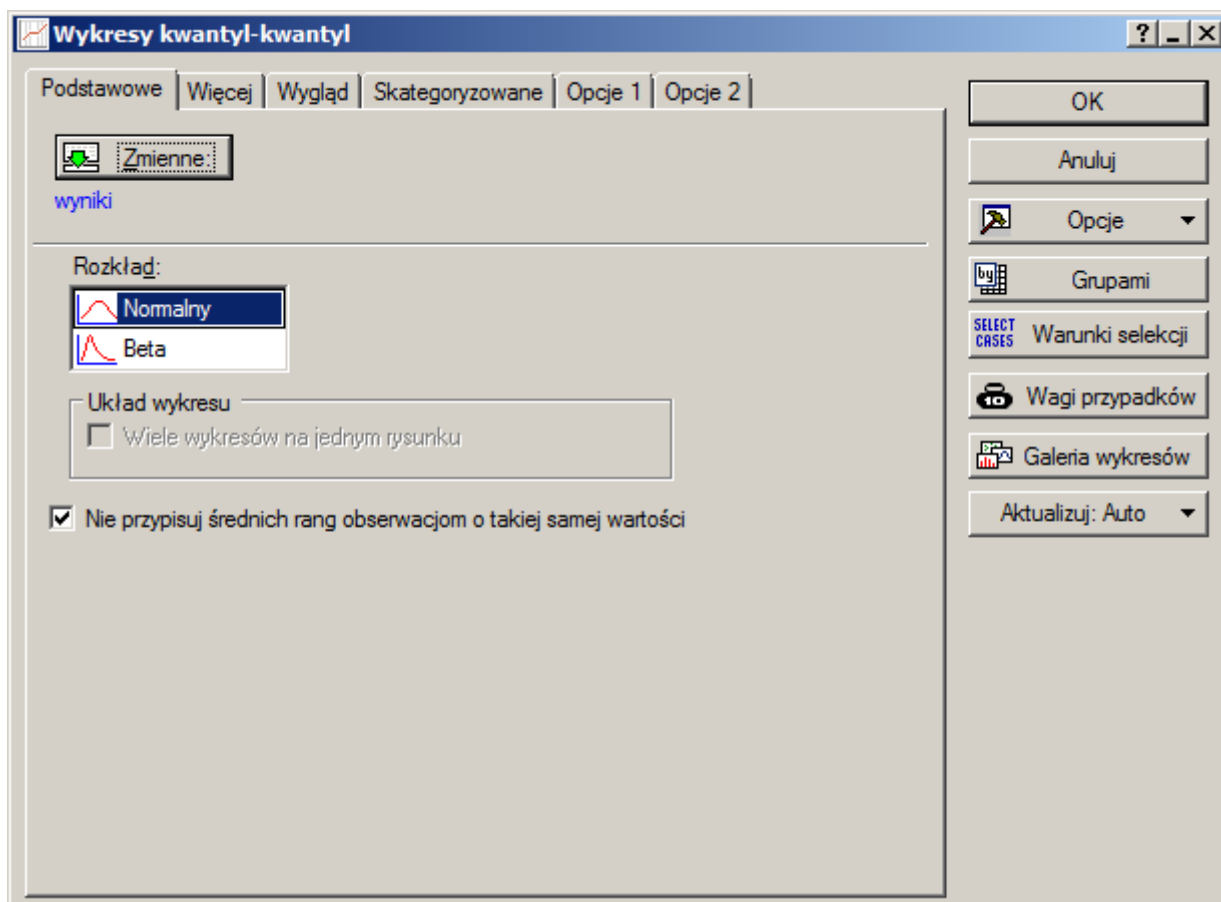 Wykresy kwantyl-kwantyl
Podstawowe Więcej Wygląd Skategoryzowane Opcje 1 Opcje 2
Zmienne:
wyniki
Rozkład:
Normalny
Beta
Układ wykresu
Wiele wykresów na jednym rysunku
Nie przypisuj średnich rang obserwacjom o takiej samej wartości
OK
Anuluj
Opcje
by Grupami
SELECT CASES Warunki selekcji
10 Wagi przypadków
Galeria wykresów
Aktualizuj: Auto